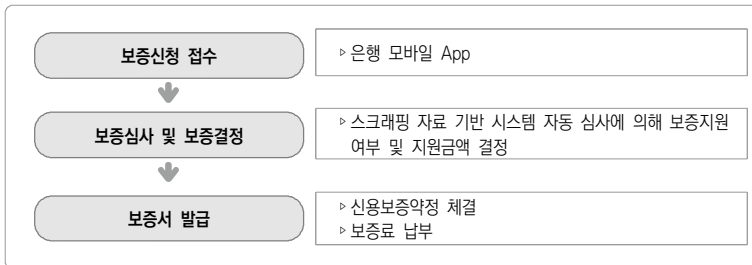 보증신청 접수
▷은행 모바일 App
보증심사 및 보증결정
▷스크래핑 자료 기반 시스템 자동 심사에 의해 보증지원
여부 및 지원금액 결정
보증서 발급
▷신용보증약정 체결
▷보증료 납부